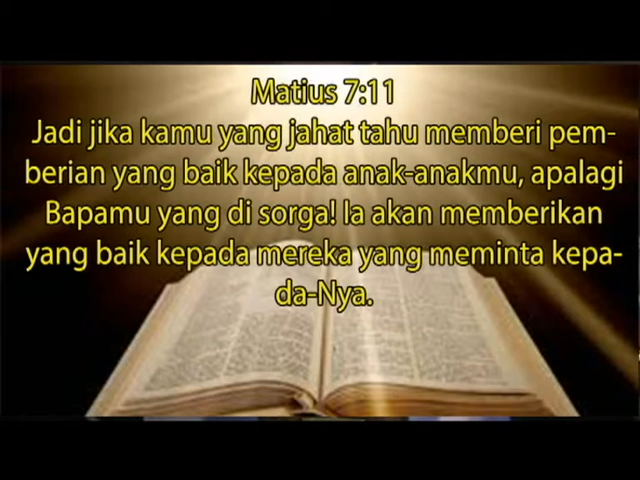 Matius 7:11
Jadi jika kamu yang jahat tahu memberi pem-
berian yang baik kepada anak-anakmu, apalagi
Bapamu yang di sorga! Ia akan memberikan
yang baik kepada mereka yang meminta kepa-
da-Nya.